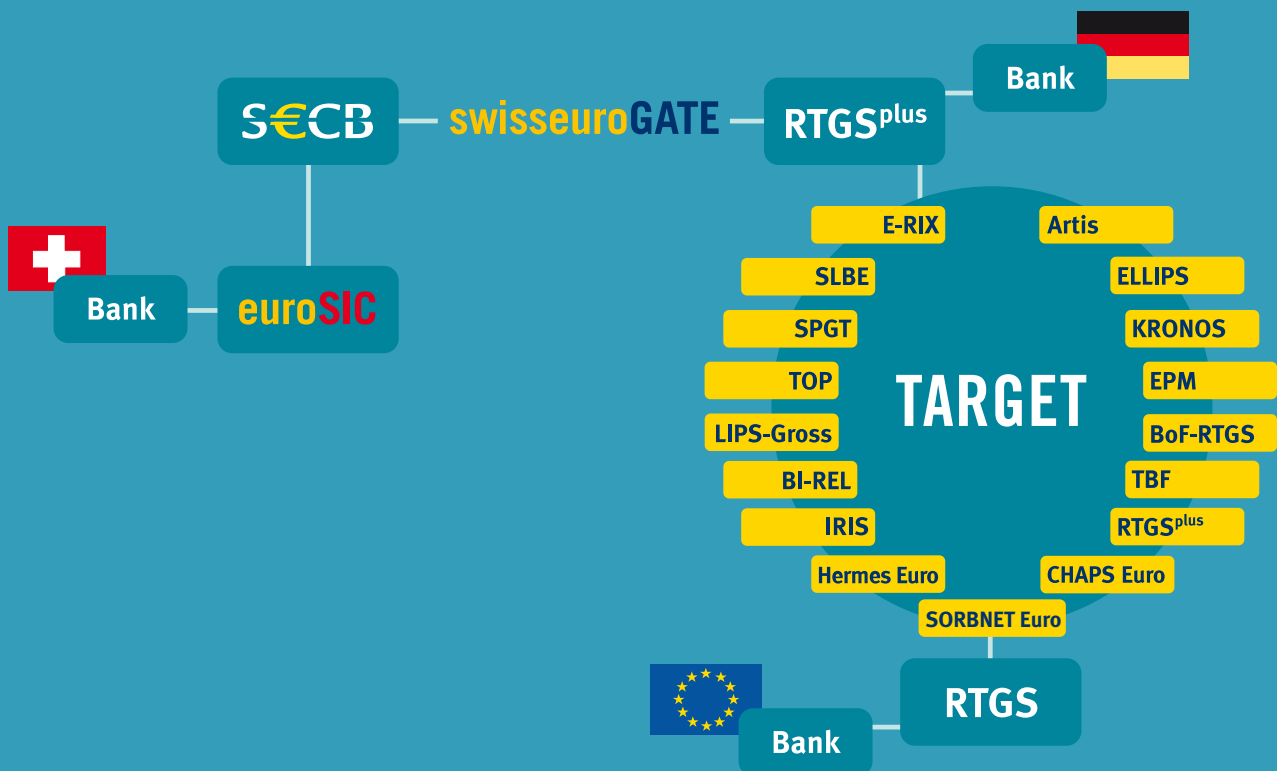 Bank
S€CB
swisseuroGATE
RTGSplus
E-RIX
Artis
SLBE
ELLIPS
Bank
euroSIC
SPGT
KRONOS
TARGET
TOP
EPM
LIPS-Gross
BoF-RTGS
BI-REL
TBF
IRIS
RTGSplus
Hermes Euro
CHAPS Euro
SORBNET Euro
RTGS
Bank